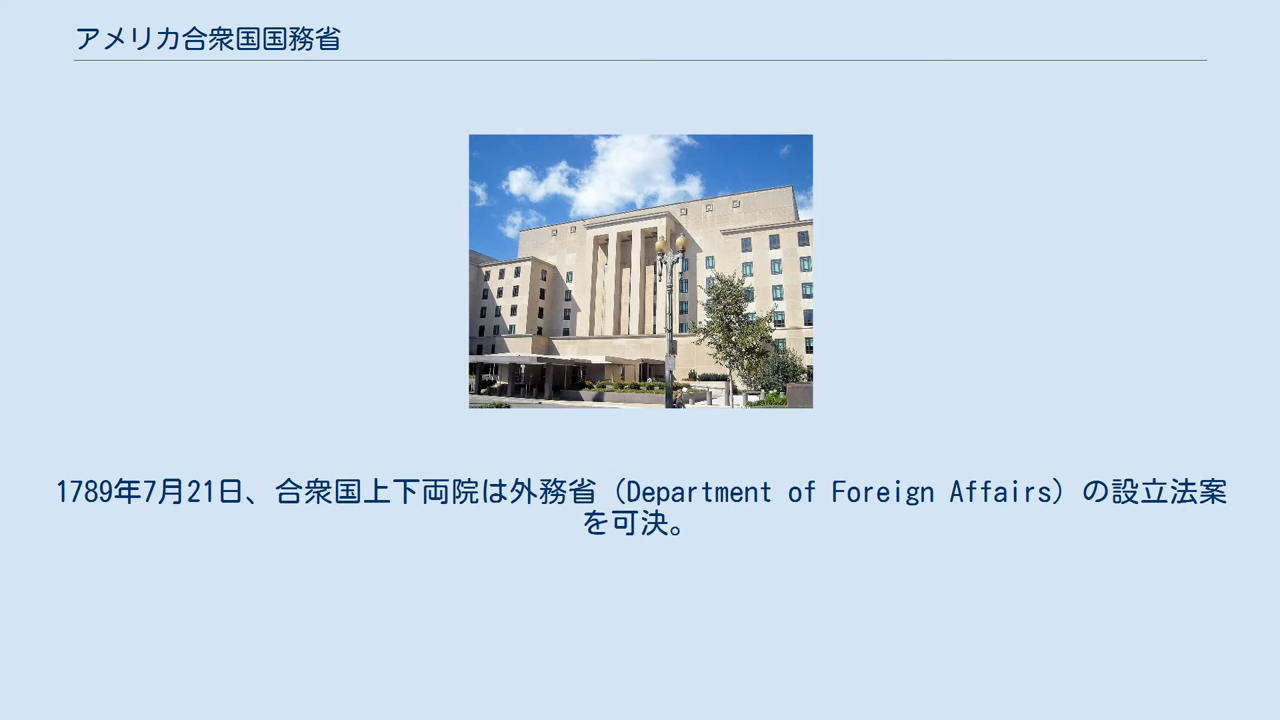 アメリカ合衆国国務省
1789年7月21日、合衆国上下両院は外務省（Department of Foreign Affairs）の設立法案
を可決。